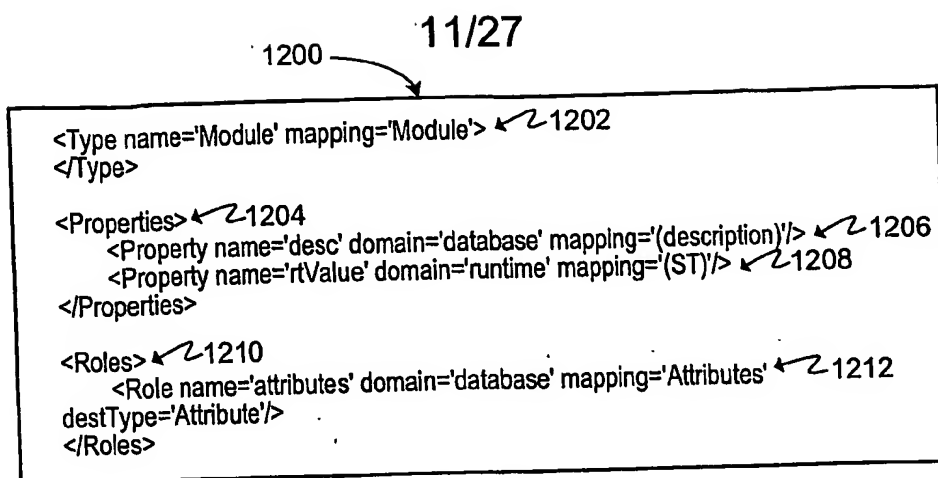 11/27
1200
<Type name='Module' mapping='Module'> 1202
</Type>
<Properties> 1204
<Property name='desc' domain='database' mapping='(description)'/> 1206
<Property name='rtValue' domain='runtime' mapping='(ST)'/> 1208
</Properties>
<Roles> 1210
<Role name='attributes' domain='database' mapping='Attributes' 1212
destType='Attribute'/>
</Roles>